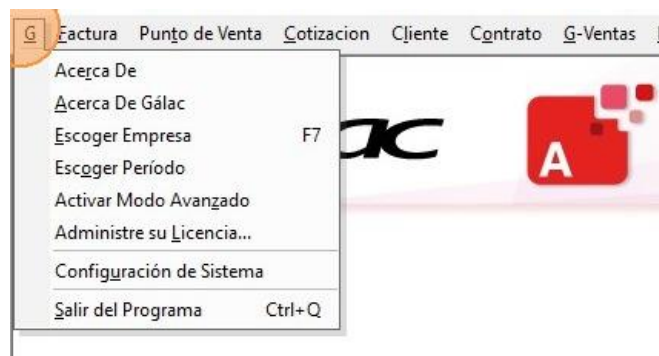 G Factura Punto de Venta Cotizacion Cliente Contrato G-Ventas
Acerca De
Acerca De Gálac
Escoger Empresa F7
Escoger Período
Activar Modo Avanzado
Administre su Licencia...
Configuración de Sistema
Salir del Programa Ctrl+Q
ac
A